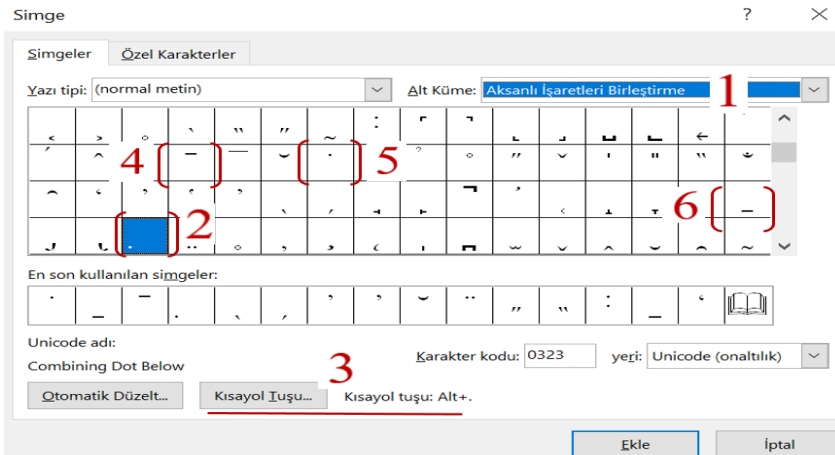 Simge ?
Şimgeler Özel Karakterler
Yazı tipi: (normal metin) Alt Küme: Aksanlı İşaretleri Birleştirme 1
4 5
2 6
En son kullanılan simgeler:
Unicode adı:
Combining Dot Below
Karakter kodu: 0323 yeri: Unicode (onaltılık)
3
Otomatik Düzelt... Kısayol Tuşu... Kısayol tuşu: Alt+.
Ekle İptal